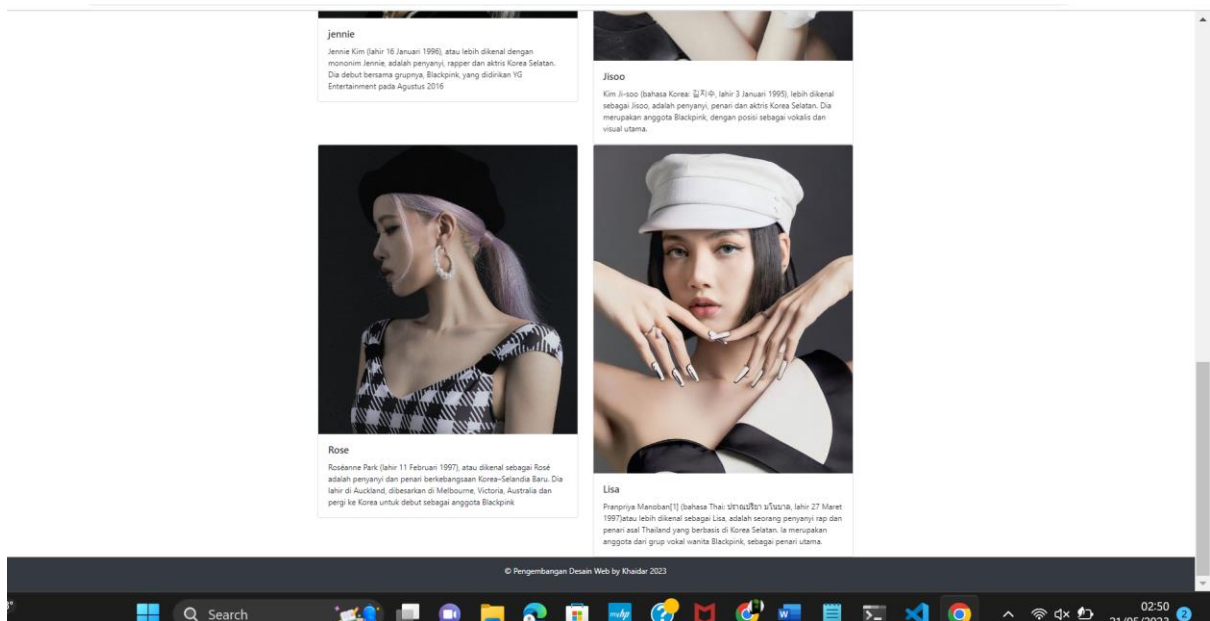 jennie
Jennie Kim (lahir 16 Januari 1996), atau lebih dikenal dengan
mononim Jennie, adalah penyanyi, rapper dan aktris Korea Selatan.
Dia debut bersama grupnya, Blackpink, yang didirikan YG
Entertainment pada Agustus 2016
Jisoo
Kim Ji-soo (bahasa Korea: 김지수, lahir 3 Januari 1995), lebih dikenal
sebagai Jisoo, adalah penyanyi, penari dan aktris Korea Selatan. Dia
merupakan anggota Blackpink, dengan posisi sebagai vokalis dan
visual utama.
Rose
Roséanne Park (lahir 11 Februari 1997), atau dikenal sebagai Rosé
adalah penyanyi dan penari berkebangsaan Korea–Selandia Baru. Dia
lahir di Auckland, dibesarkan di Melbourne, Victoria, Australia dan
pergi ke Korea untuk debut sebagai anggota Blackpink
Lisa
Pranpriya Manoban[1] (bahasa Thai: ปราณปรียา มโนบาล, lahir 27 Maret
1997)atau lebih dikenal sebagai Lisa, adalah seorang penyanyi rap dan
penari asal Thailand yang berbasis di Korea Selatan. Ia merupakan
anggota dari grup vokal wanita Blackpink, sebagai penari utama.
© Pengembangan Desain Web by Khaidar 2023
Search
02:50
21/05/2023
2